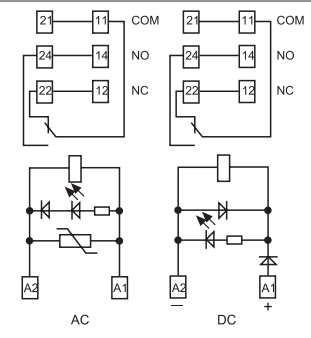 21 11 COM 21 11 COM
24 14 NO 24 14 NO
22 12 NC 22 12 NC
A2 A1 A2 A1
− +
AC DC